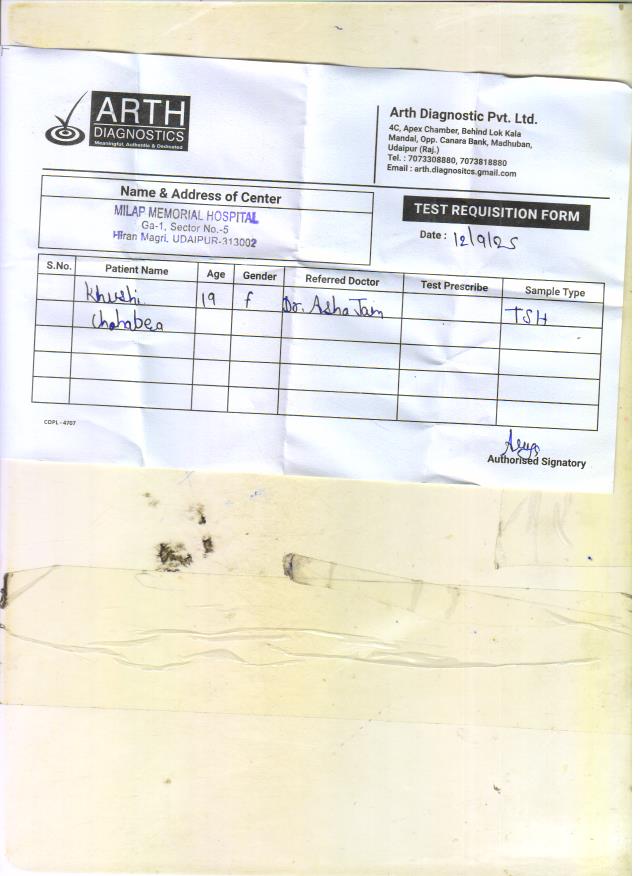 ARTH
DIAGNOSTICS
Meaningful, Authentic & Dedicated
Arth Diagnostic Pvt. Ltd.
4C, Apex Chamber, Behind Lok Kala
Mandal, Opp. Canara Bank, Madhuban,
Udaipur (Raj.)
Tel. : 7073308880, 7073818880
Email : arth.diagnositcs.gmail.com
Name & Address of Center
MILAP MEMORIAL HOSPITAL
Ga-1, Sector No.-5
Hiran Magri, UDAIPUR-313002
TEST REQUISITION FORM
Date : 12/9/25
S.No. Patient Name Age Gender Referred Doctor Test Prescribe Sample Type
Khushi 19 f Dr. Asha Jain TSH
COPL - 4707
Authorised Signatory